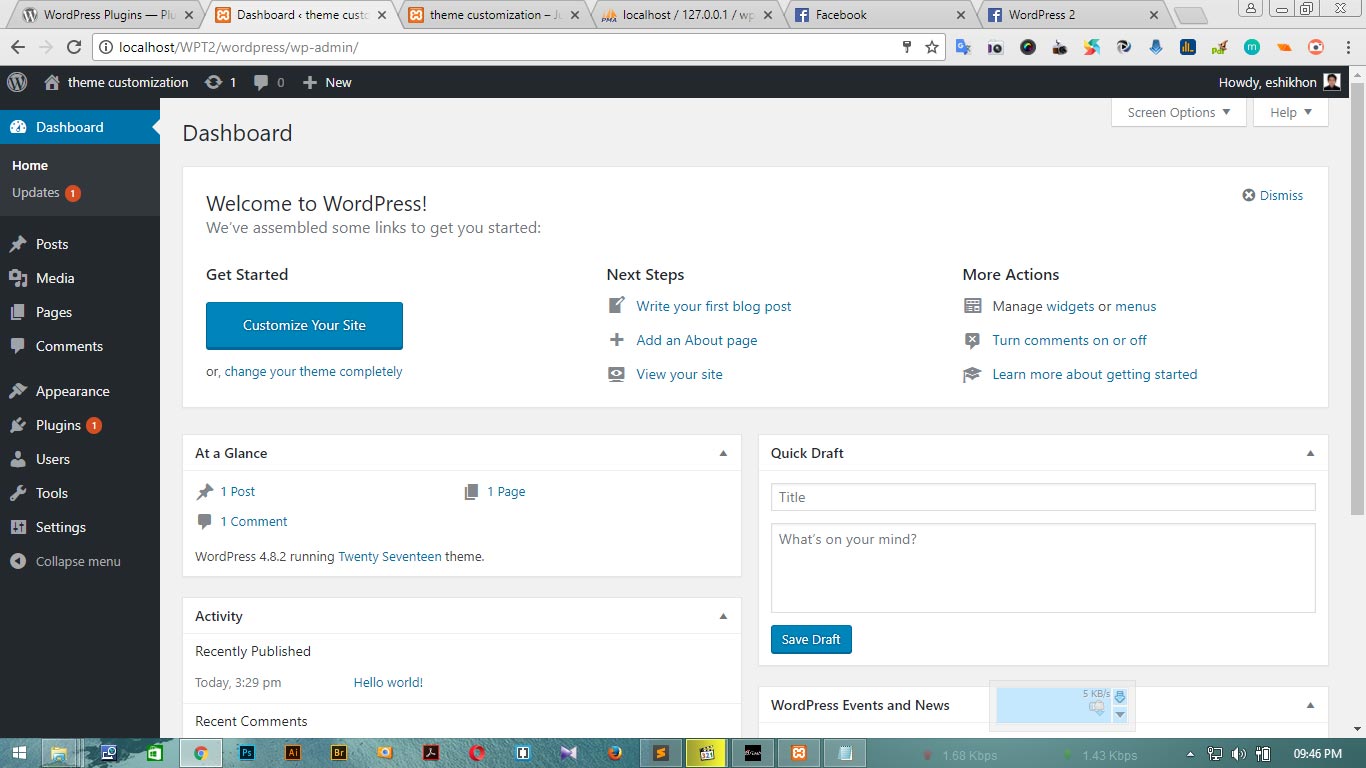 WordPress Plugins — Plu
Dashboard ‹ theme custo
theme customization – Ju
localhost / 127.0.0.1 / wp
Facebook
WordPress 2
localhost/WPT2/wordpress/wp-admin/
theme customization
1
0
New
Howdy, eshikhon
Dashboard
Home
Updates 1
Posts
Media
Pages
Comments
Appearance
Plugins 1
Users
Tools
Settings
Collapse menu
Dashboard
Screen Options
Help
Welcome to WordPress!
We've assembled some links to get you started:
Dismiss
Get Started
Customize Your Site
or, change your theme completely
Next Steps
Write your first blog post
Add an About page
View your site
More Actions
Manage widgets or menus
Turn comments on or off
Learn more about getting started
At a Glance
1 Post
1 Page
1 Comment
WordPress 4.8.2 running Twenty Seventeen theme.
Activity
Recently Published
Today, 3:29 pm
Hello world!
Recent Comments
Quick Draft
Title
What's on your mind?
Save Draft
WordPress Events and News
5 KB/s
Ps
Ai
Br
1.68 Kbps
1.43 Kbps
09:46 PM